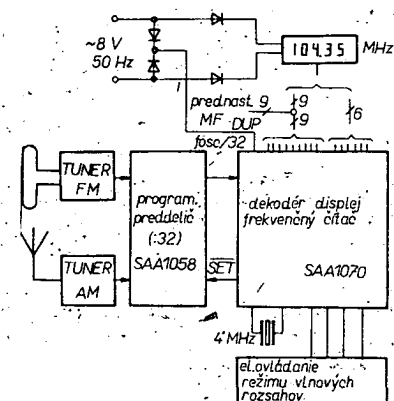 ~8 V
50 Hz
104.35
MHz
prednast. 9
MF
DUP
9
9
6
fosc/32
TUNER
FM
program.
preddelič
(:32)
SAA1058
dekodér displej
frekvenčný čítač
SAA1070
TUNER
AM
SET
4 MHz
el.ovládanie
režimu vlnových
rozsahov